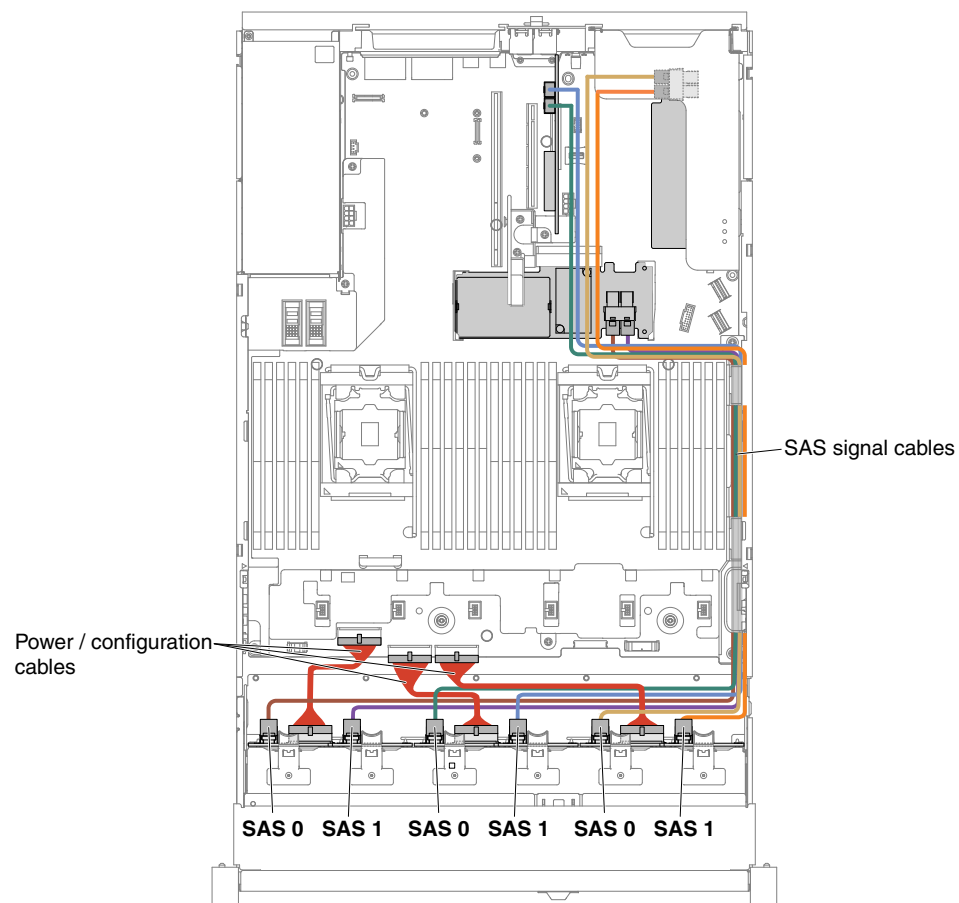 SAS signal cables
Power / configuration
cables
SAS 0 SAS 1 SAS 0 SAS 1 SAS 0 SAS 1